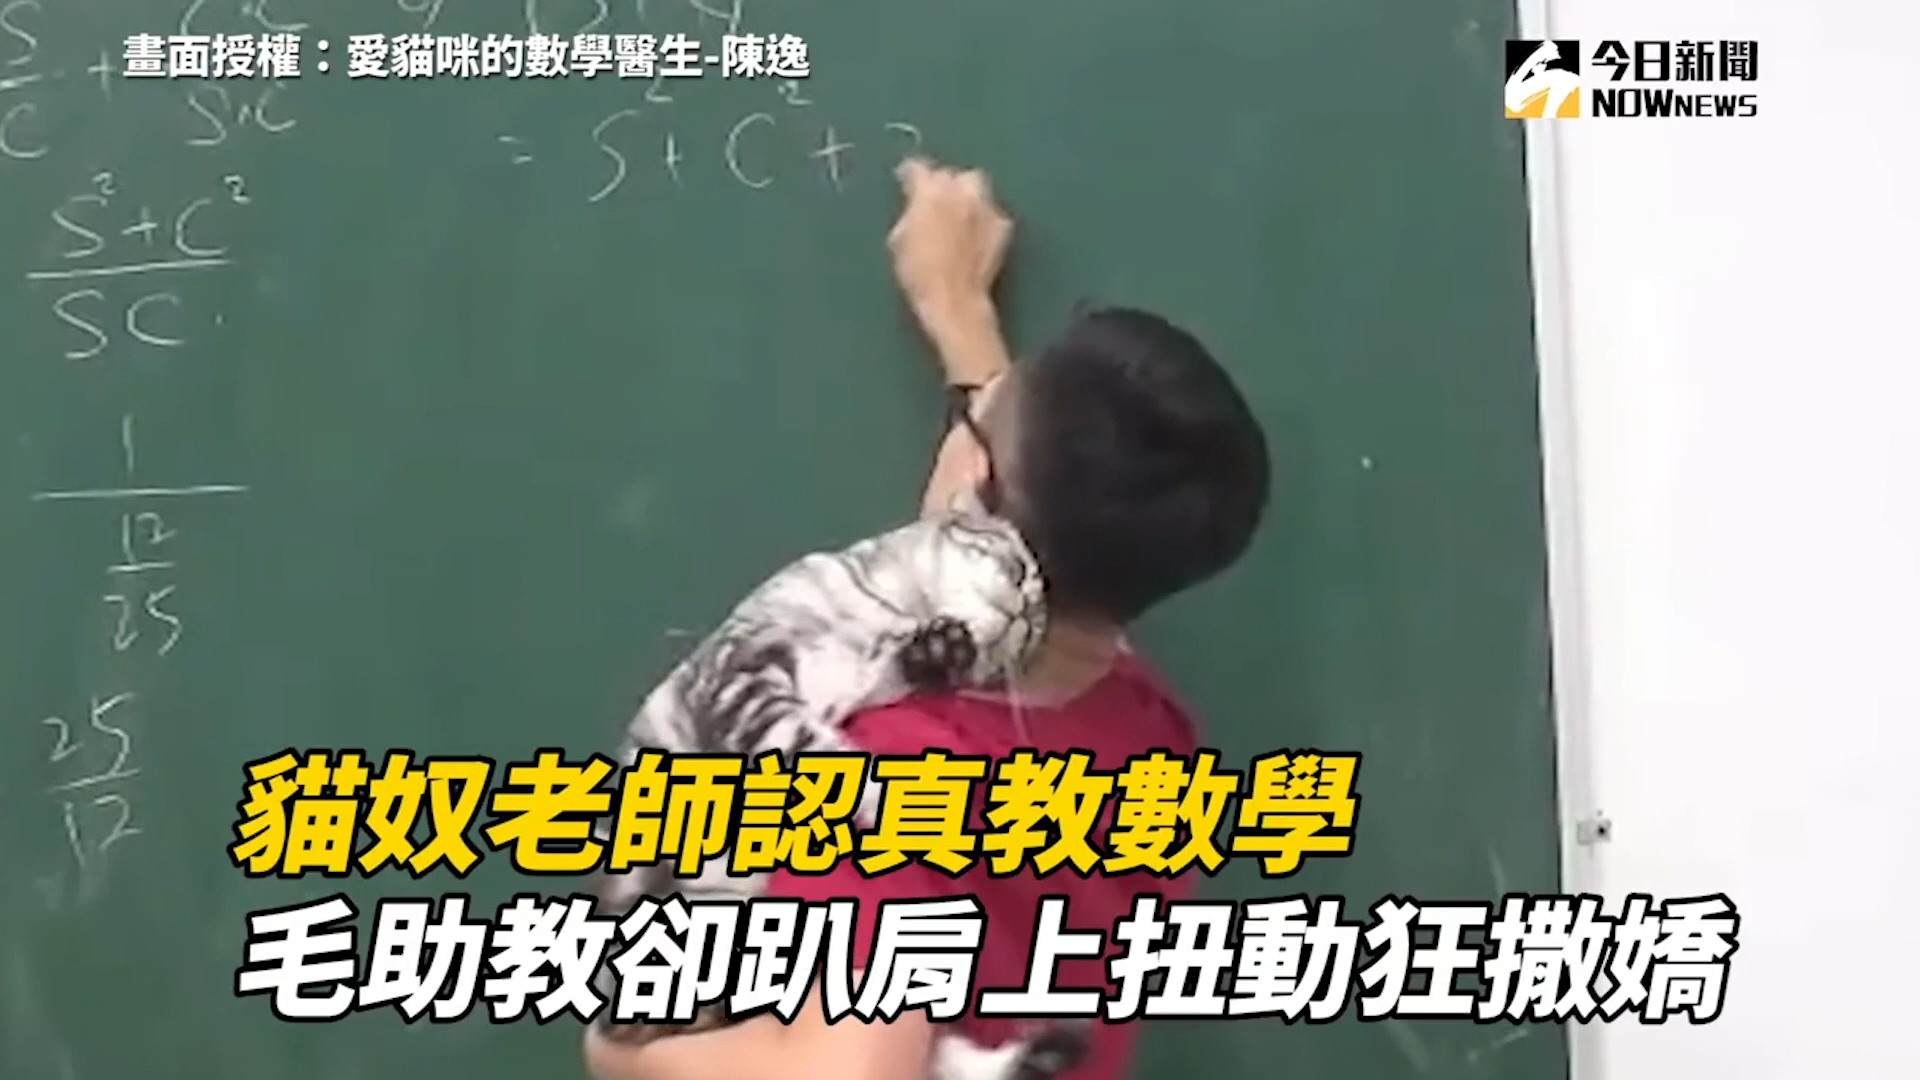 畫面授權：愛貓咪的數學醫生-陳逸
今日新聞
NOWNEWS
S
C
+
S×C
= S²+C²+2
S²+C²
SC
1
12
25
25
12
貓奴老師認真教數學
毛助教卻趴肩上扭動狂撒嬌